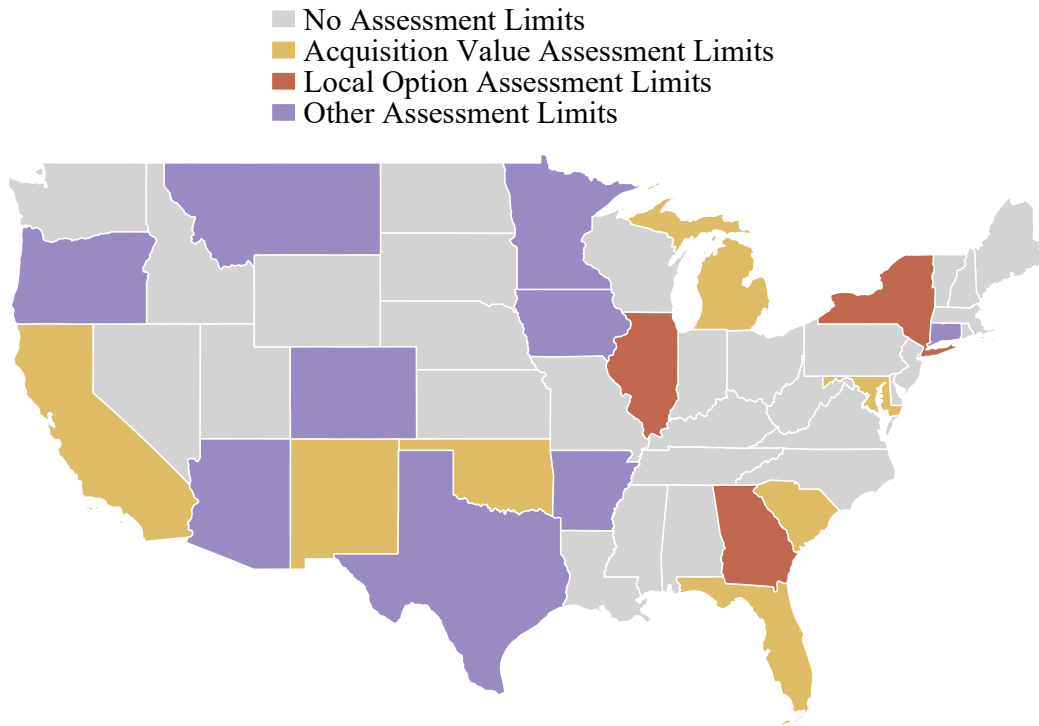 No Assessment Limits
Acquisition Value Assessment Limits
Local Option Assessment Limits
Other Assessment Limits